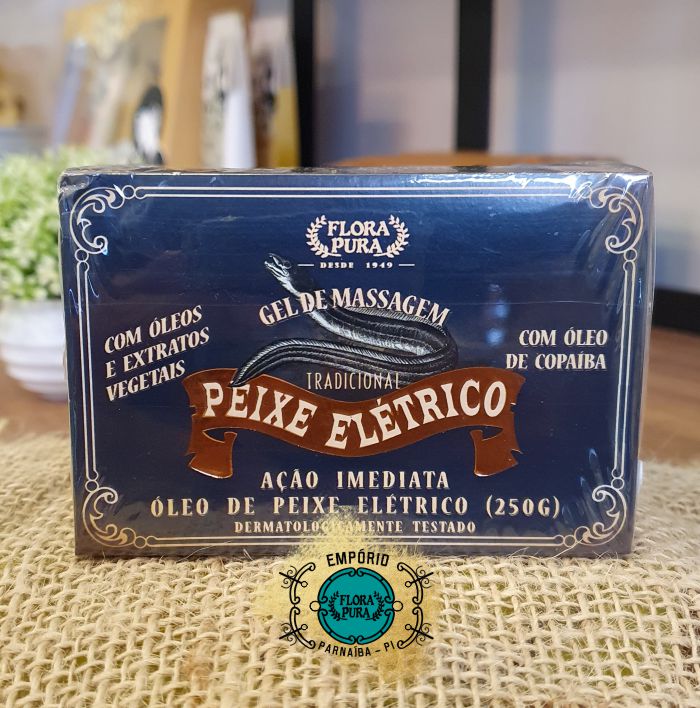 FLORA
PURA
DESDE 1949
GEL DE MASSAGEM
COM ÓLEOS
E EXTRATOS
VEGETAIS
COM ÓLEO
DE COPAÍBA
TRADICIONAL
PEIXE ELÉTRICO
AÇÃO IMEDIATA
ÓLEO DE PEIXE ELÉTRICO (250G)
DERMATOLOGICAMENTE TESTADO
EMPÓRIO
FLORA
PURA
PARNAÍBA - PI